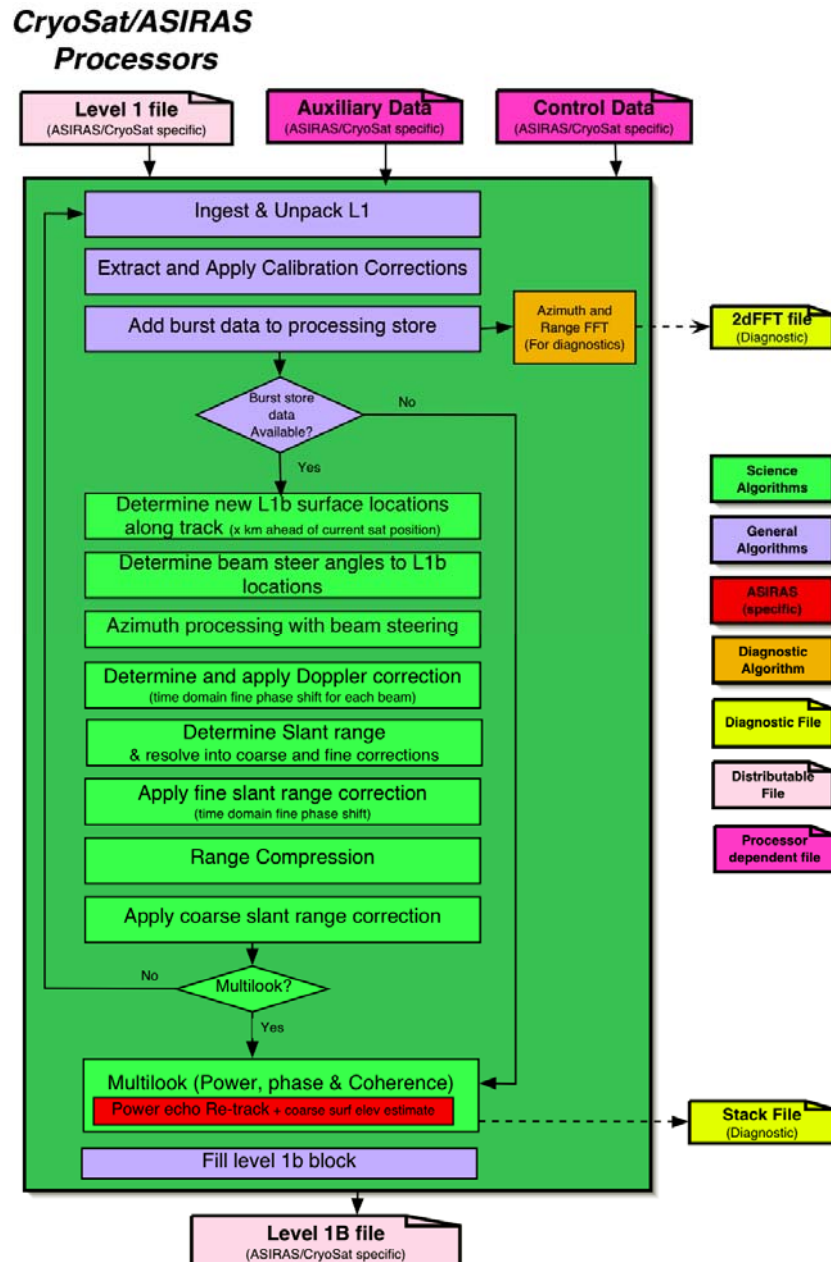 CryoSat/ASIRAS
Processors
Level 1 file
(ASIRAS/CryoSat specific)
Auxiliary Data
(ASIRAS/CryoSat specific)
Control Data
(ASIRAS/CryoSat specific)
Ingest & Unpack L1
Extract and Apply Calibration Corrections
Add burst data to processing store
Azimuth and
Range FFT
(For diagnostics)
2dFFT file
(Diagnostic)
Burst store
data
Available?
No
Yes
Determine new L1b surface locations
along track (x km ahead of current sat position)
Determine beam steer angles to L1b
locations
Azimuth processing with beam steering
Determine and apply Doppler correction
(time domain fine phase shift for each beam)
Determine Slant range
& resolve into coarse and fine corrections
Apply fine slant range correction
(time domain fine phase shift)
Range Compression
Apply coarse slant range correction
No
Multilook?
Yes
Multilook (Power, phase & Coherence)
Power echo Re-track + coarse surf elev estimate
Stack File
(Diagnostic)
Fill level 1b block
Level 1B file
(ASIRAS/CryoSat specific)
Science
Algorithms
General
Algorithms
ASIRAS
(specific)
Diagnostic
Algorithm
Diagnostic File
Distributable
File
Processor
dependent file